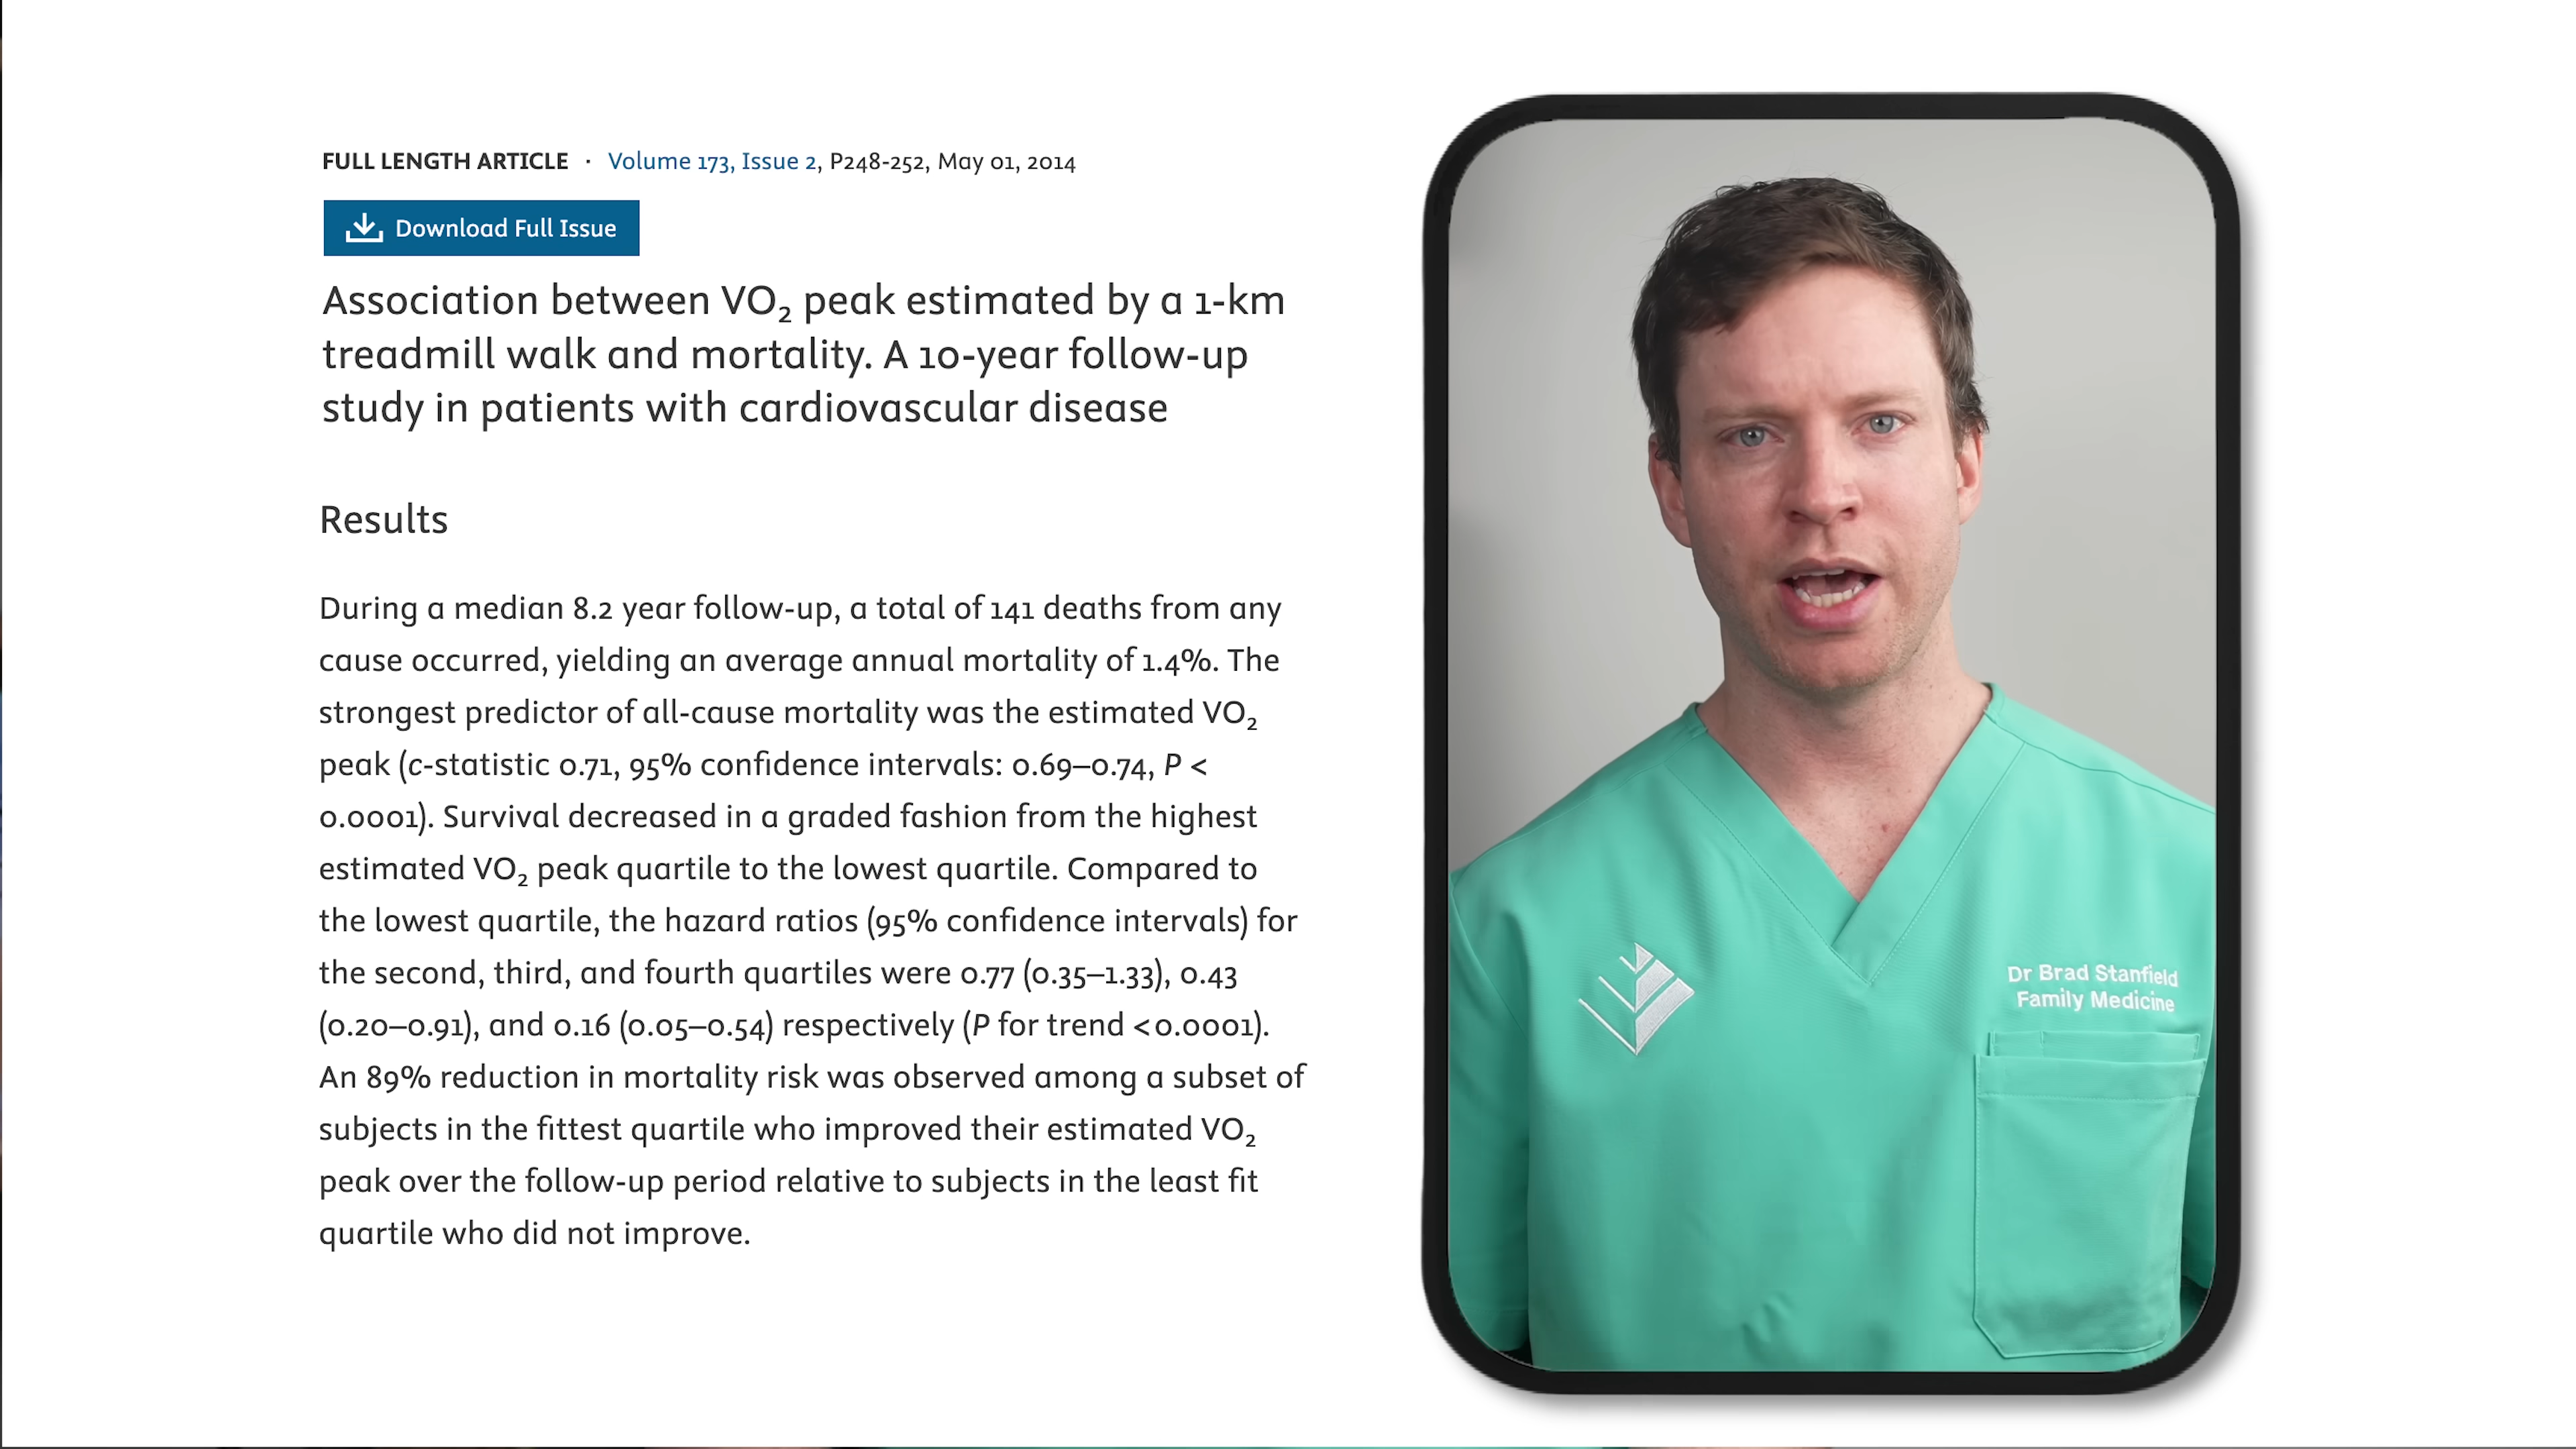 FULL LENGTH ARTICLE · Volume 173, Issue 2, P248-252, May 01, 2014
Download Full Issue
Association between VO₂ peak estimated by a 1-km
treadmill walk and mortality. A 10-year follow-up
study in patients with cardiovascular disease
Results
During a median 8.2 year follow-up, a total of 141 deaths from any
cause occurred, yielding an average annual mortality of 1.4%. The
strongest predictor of all-cause mortality was the estimated VO₂
peak (c-statistic 0.71, 95% confidence intervals: 0.69–0.74, P <
0.0001). Survival decreased in a graded fashion from the highest
estimated VO₂ peak quartile to the lowest quartile. Compared to
the lowest quartile, the hazard ratios (95% confidence intervals) for
the second, third, and fourth quartiles were 0.77 (0.35–1.33), 0.43
(0.20–0.91), and 0.16 (0.05–0.54) respectively (P for trend <0.0001).
An 89% reduction in mortality risk was observed among a subset of
subjects in the fittest quartile who improved their estimated VO₂
peak over the follow-up period relative to subjects in the least fit
quartile who did not improve.
Dr Brad Stanfield
Family Medicine